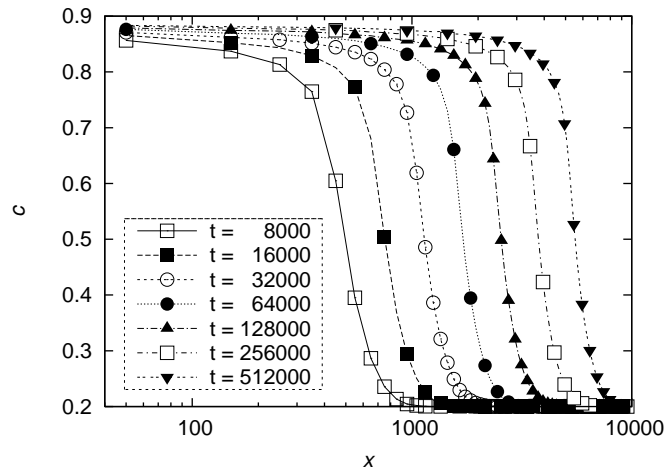 0.9
0.8
0.7
0.6
0.5
0.4
0.3
0.2
c
t = 8000
t = 16000
t = 32000
t = 64000
t = 128000
t = 256000
t = 512000
100 1000 10000
x